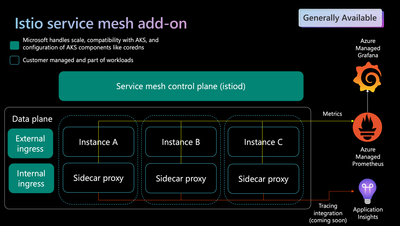 Istio service mesh add-on
Generally Available
Microsoft handles scale, compatibility with AKS, and
configuration of AKS components like coredns
Customer managed and part of workloads
Azure
Managed
Grafana
Service mesh control plane (istiod)
Data plane
Metrics
External
ingress
Instance A
Instance B
Instance C
Azure
Managed
Prometheus
Internal
ingress
Sidecar proxy
Sidecar proxy
Sidecar proxy
Tracing
integration
(coming soon)
Application
Insights